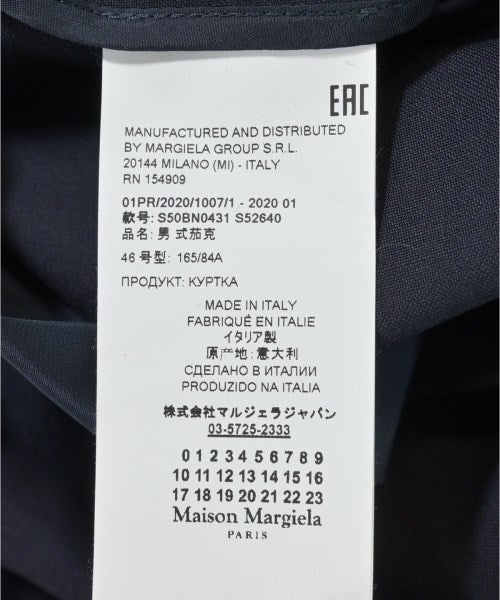 EAC
MANUFACTURED AND DISTRIBUTED
BY MARGIELA GROUP S.R.L.
20144 MILANO (MI) - ITALY
RN 154909
01PR/2020/1007/1 - 2020 01
款号: S50BN0431 S52640
品名: 男 式茄克
46 号型: 165/84A
ПРОДУКТ: КУРТКА
MADE IN ITALY
FABRIQUÉ EN ITALIE
イタリア製
原产地: 意大利
СДЕЛАНО В ИТАЛИИ
PRODUZIDO NA ITALIA
株式会社マルジェラジャパン
03-5725-2333
0 1 2 3 4 5 6 7 8 9
10 11 12 13 14 15 16
17 18 19 20 21 22 23
Maison Margiela
PARIS